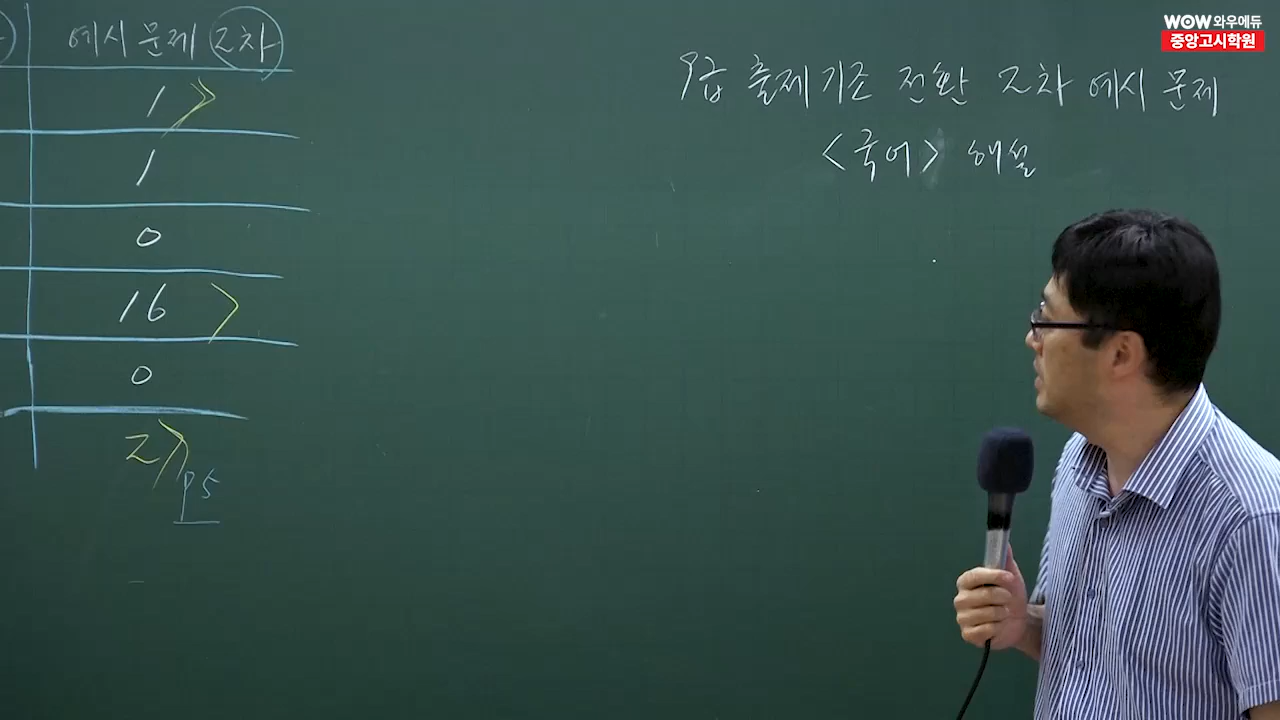 WOW 와우에듀
중앙고시학원
9급 출제기조 전환 2차 예시 문제
<국어> 해설
예시 문제 2차
1
1
0
16
0
2
P5